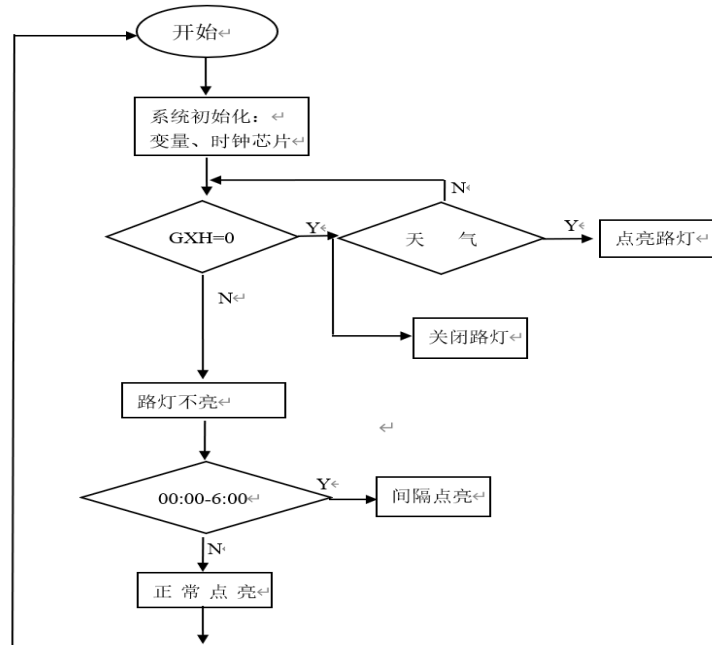 开始
系统初始化：
变量、时钟芯片
N
GXH=0
Y
天 气
Y
点亮路灯
N
关闭路灯
路灯不亮
00:00-6:00
Y
间隔点亮
N
正 常 点 亮